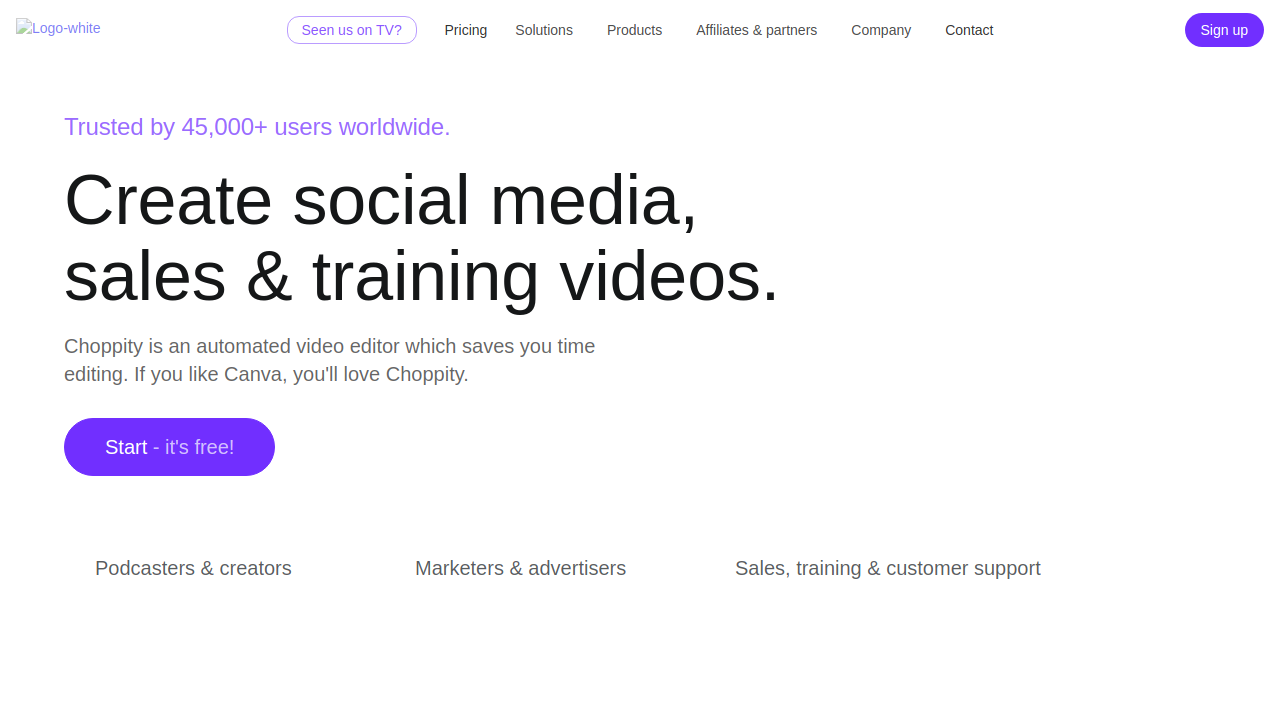 Logo-white
Seen us on TV?
Pricing
Solutions
Products
Affiliates & partners
Company
Contact
Sign up
Trusted by 45,000+ users worldwide.
Create social media,
sales & training videos.
Choppity is an automated video editor which saves you time
editing. If you like Canva, you'll love Choppity.
Start - it's free!
Podcasters & creators
Marketers & advertisers
Sales, training & customer support